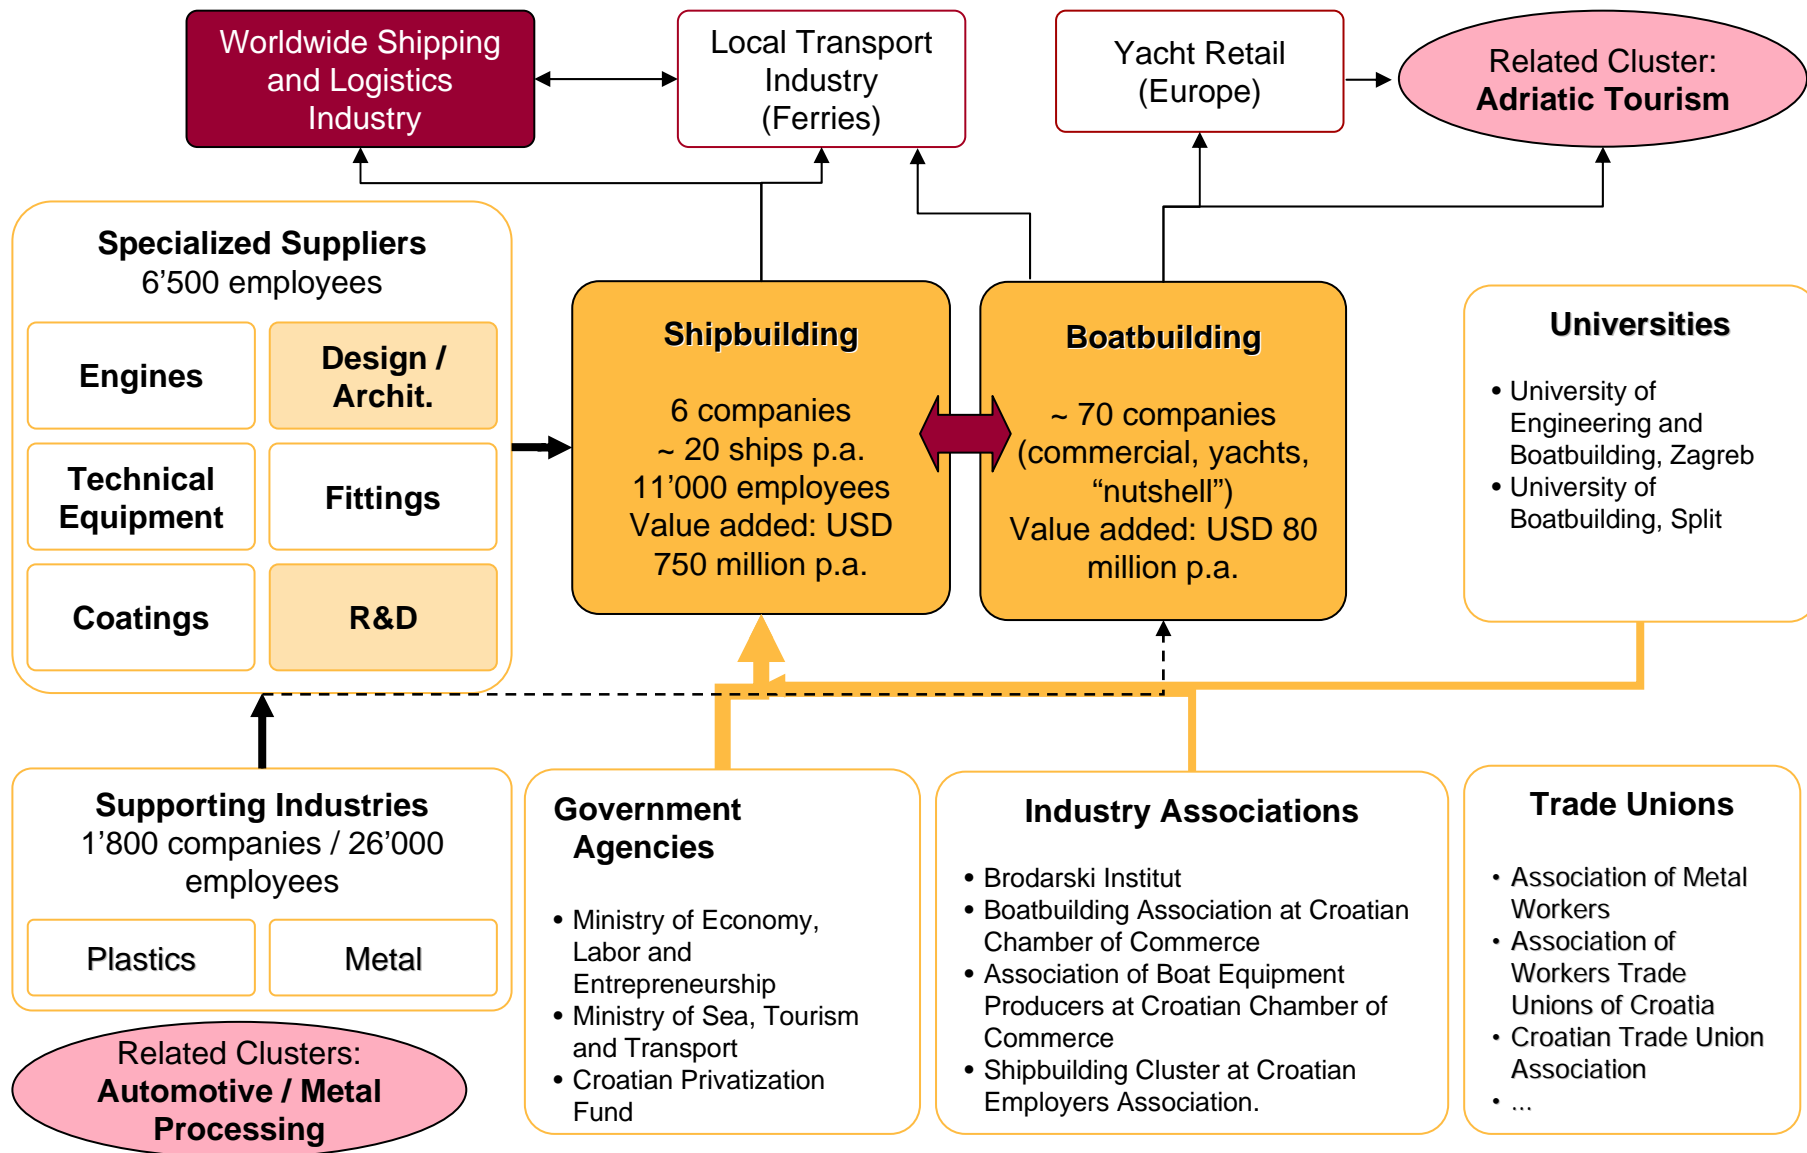 Worldwide Shipping
and Logistics
Industry
Local Transport
Industry
(Ferries)
Yacht Retail
(Europe)
Related Cluster:
Adriatic Tourism
Specialized Suppliers
6’500 employees
Engines
Design /
Archit.
Technical
Equipment
Fittings
Coatings
R&D
Shipbuilding
6 companies
~ 20 ships p.a.
11’000 employees
Value added: USD
750 million p.a.
Boatbuilding
~ 70 companies
(commercial, yachts,
“nutshell”)
Value added: USD 80
million p.a.
Universities
• University of
Engineering and
Boatbuilding, Zagreb
• University of
Boatbuilding, Split
Supporting Industries
1’800 companies / 26’000
employees
Plastics
Metal
Related Clusters:
Automotive / Metal
Processing
Government
Agencies
• Ministry of Economy,
Labor and
Entrepreneurship
• Ministry of Sea, Tourism
and Transport
• Croatian Privatization
Fund
Industry Associations
• Brodarski Institut
• Boatbuilding Association at Croatian
Chamber of Commerce
• Association of Boat Equipment
Producers at Croatian Chamber of
Commerce
• Shipbuilding Cluster at Croatian
Employers Association.
Trade Unions
• Association of Metal
Workers
• Association of
Workers Trade
Unions of Croatia
• Croatian Trade Union
Association
• ...